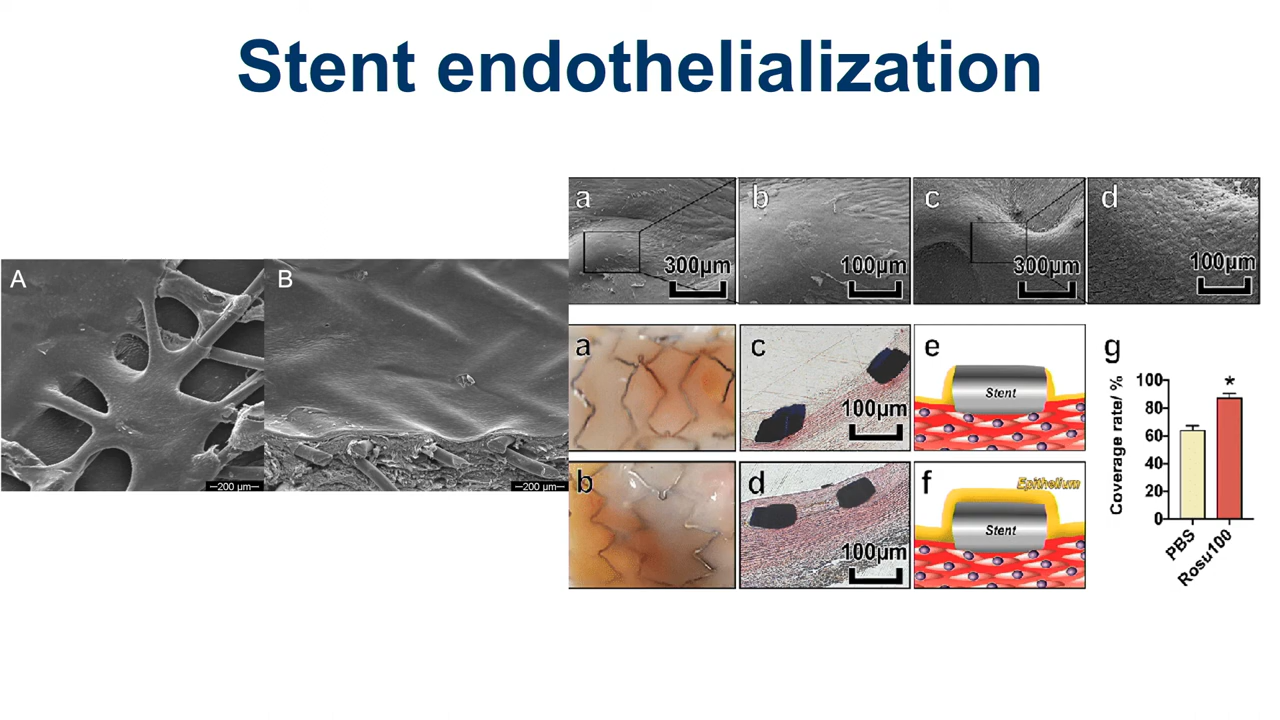 Stent endothelialization
A
B
200 µm
200 µm
a
b
c
d
300µm
100µm
300µm
100µm
a
c
e
g
100µm
Stent
b
d
f
100µm
Epithelium
Stent
Coverage rate/ %
100
80
60
40
20
0
*
PBS
Rosu100